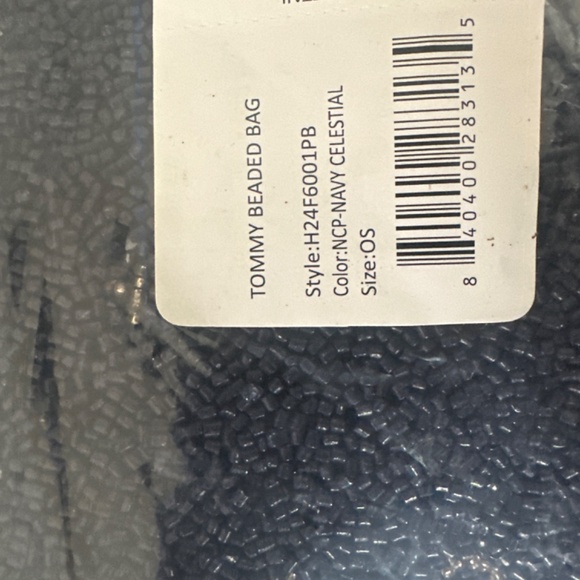 TOMMY BEADED BAG
Style:H24F6001PB
Color:NCP-NAVY CELESTIAL
Size:OS
8 40400 28313 5